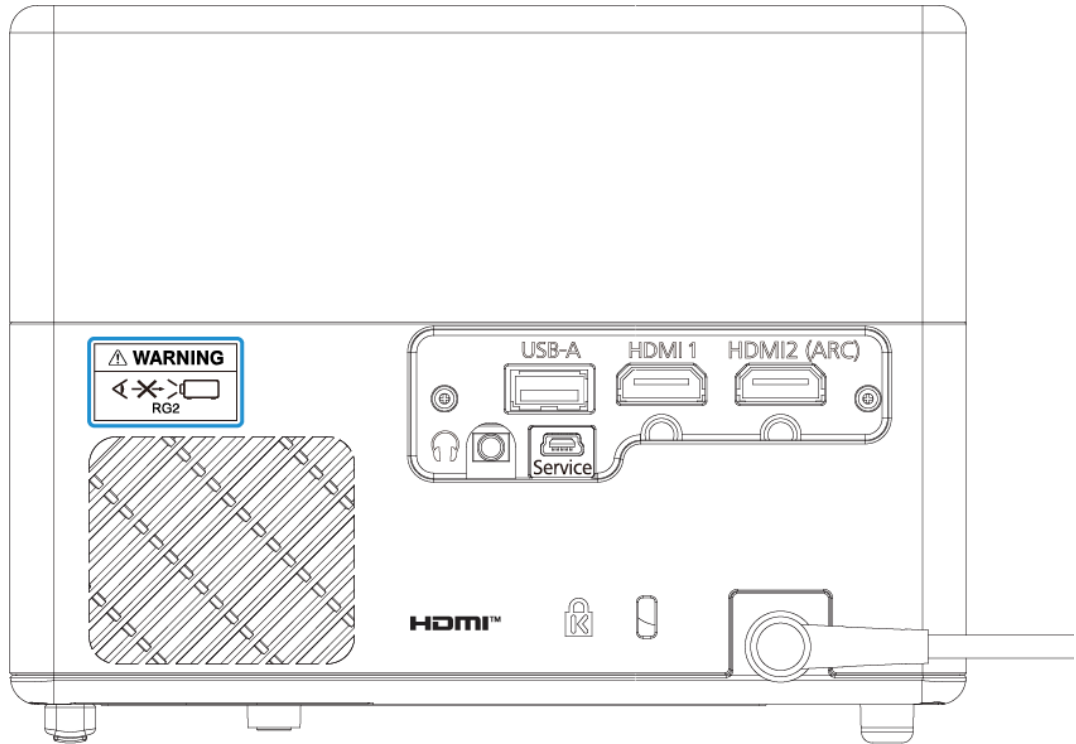 WARNING
RG2
USB-A HDMI 1 HDMI2 (ARC)
Service
HDMI™
K